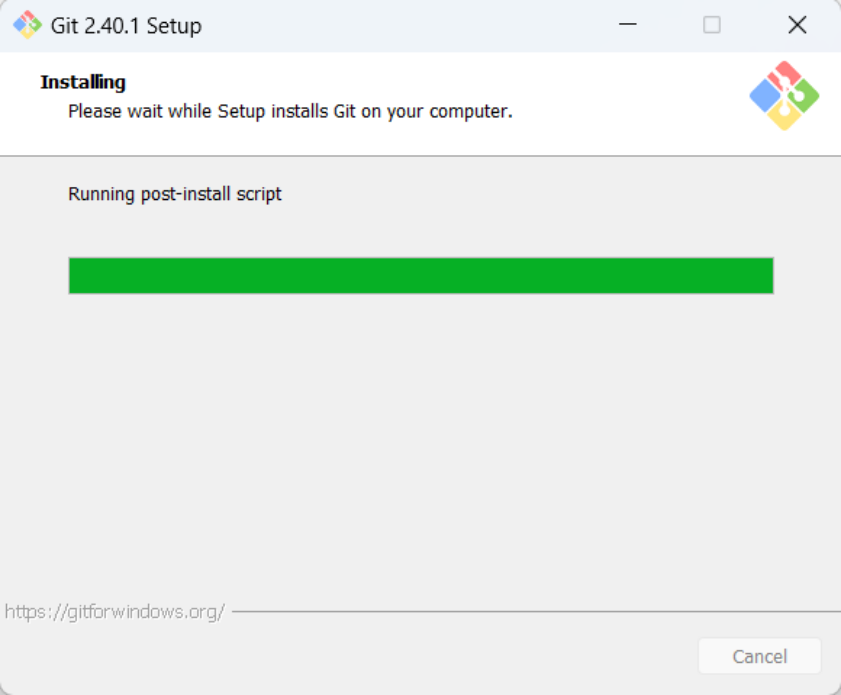 Git 2.40.1 Setup
Installing
Please wait while Setup installs Git on your computer.
Running post-install script
https://gitforwindows.org/
Cancel